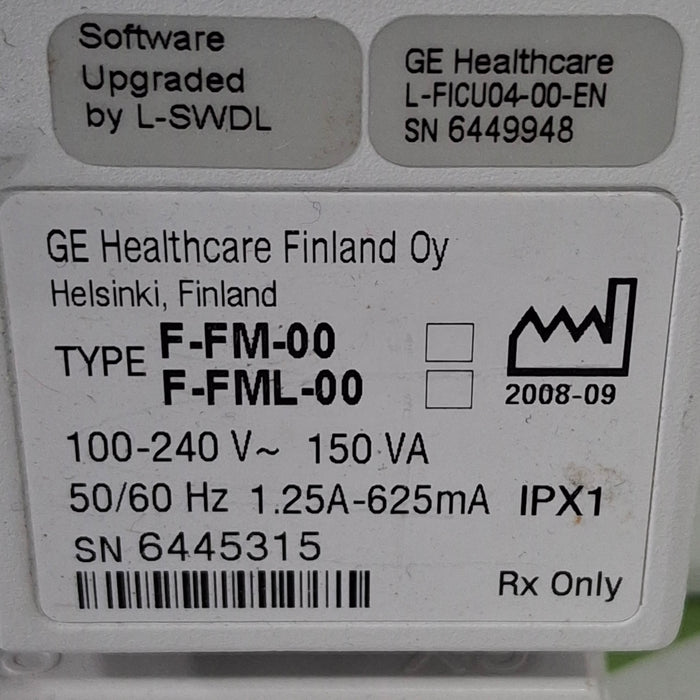 Software
Upgraded
by L-SWDL
GE Healthcare
L-FICU04-00-EN
SN 6449948
GE Healthcare Finland Oy
Helsinki, Finland
TYPE F-FM-00
F-FML-00
2008-09
100-240 V~ 150 VA
50/60 Hz 1.25A-625mA IPX1
SN 6445315
Rx Only